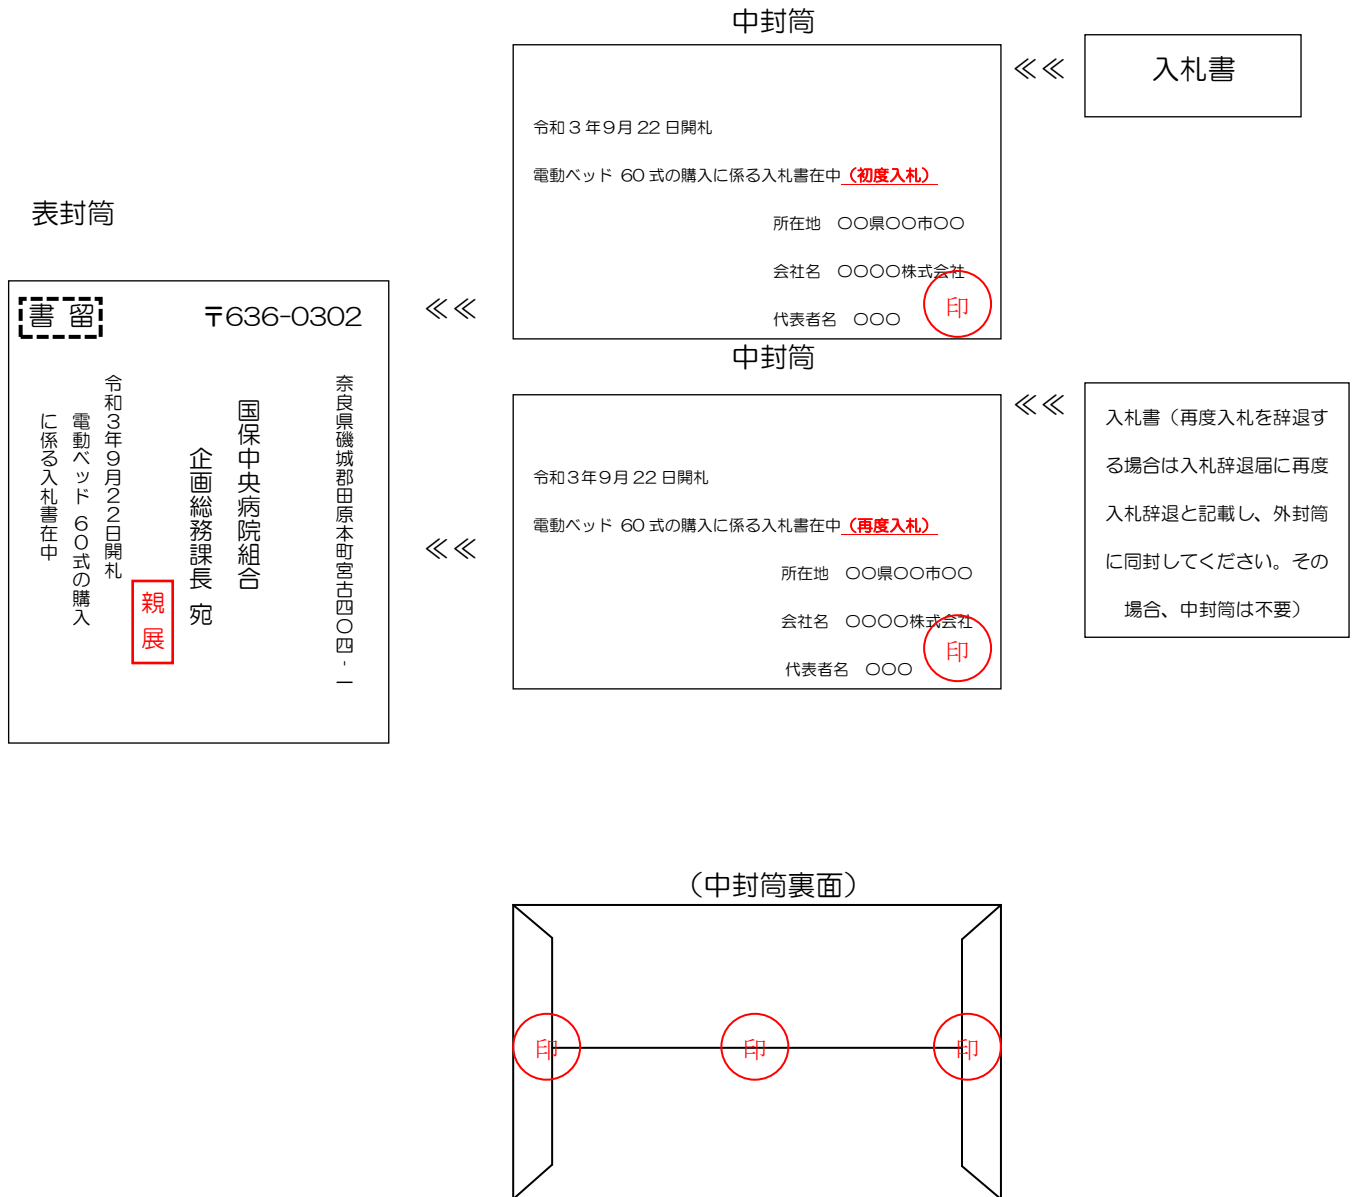 表封筒
書 留
〒636-0302
奈良県磯城郡田原本町宮古四〇四-一
国保中央病院組合
企画総務課長 宛
親展
令和3年9月22日開札
電動ベッド 60式の購入
に係る入札書在中
≪≪
≪≪
中封筒
令和3年9月22日開札
電動ベッド 60式の購入に係る入札書在中(初度入札)
所在地 〇〇県〇〇市〇〇
会社名 〇〇〇〇株式会社
代表者名 〇〇〇
印
≪≪
入札書
中封筒
令和3年9月22日開札
電動ベッド 60式の購入に係る入札書在中(再度入札)
所在地 〇〇県〇〇市〇〇
会社名 〇〇〇〇株式会社
代表者名 〇〇〇
印
≪≪
入札書(再度入札を辞退す
る場合は入札辞退届に再度
入札辞退と記載し、外封筒
に同封してください。その
場合、中封筒は不要)
(中封筒裏面)
印
印
印